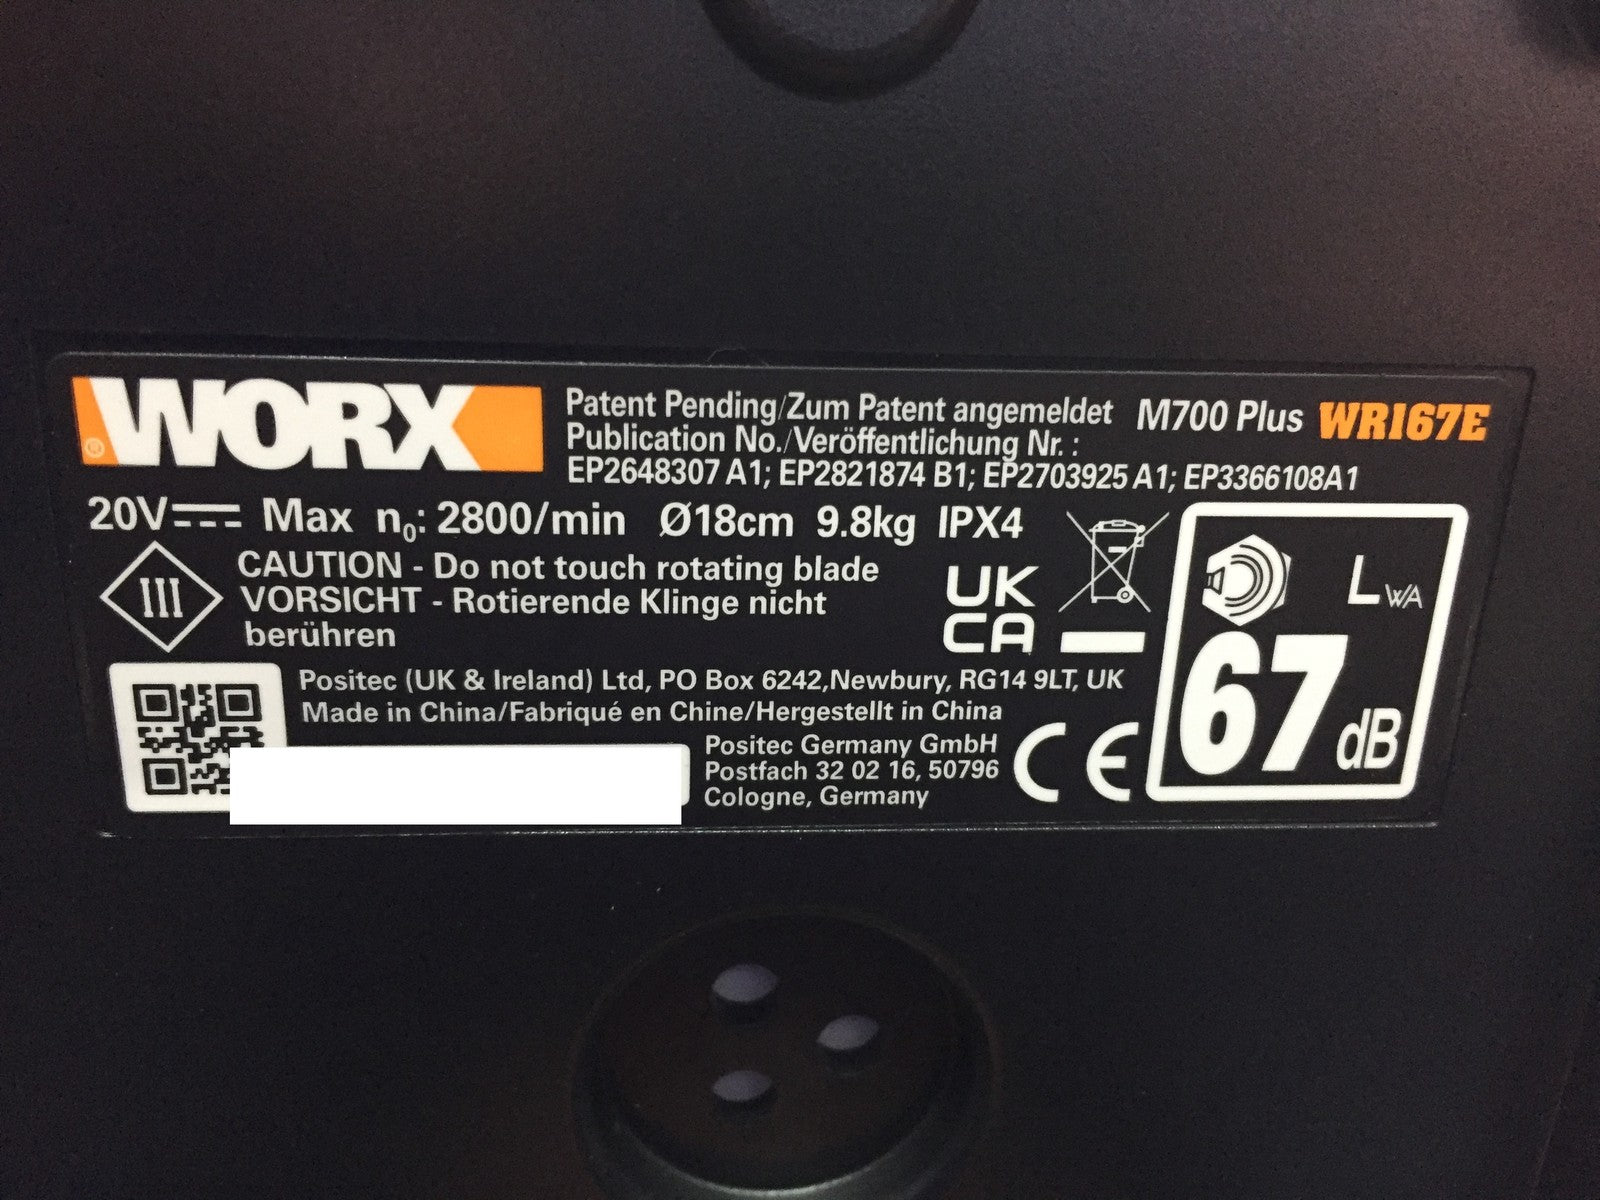 WORX
®
Patent Pending/Zum Patent angemeldet M700 Plus WR167E
Publication No./Veröffentlichung Nr. :
EP2648307 A1; EP2821874 B1; EP2703925 A1; EP3366108A1
20V Max n0: 2800/min Ø18cm 9.8kg IPX4
III
CAUTION - Do not touch rotating blade
VORSICHT - Rotierende Klinge nicht
berühren
UK
CA
LWA
67 dB
Positec (UK & Ireland) Ltd, PO Box 6242,Newbury, RG14 9LT, UK
Made in China/Fabriqué en Chine/Hergestellt in China
Positec Germany GmbH
Postfach 32 02 16, 50796
Cologne, Germany
CE